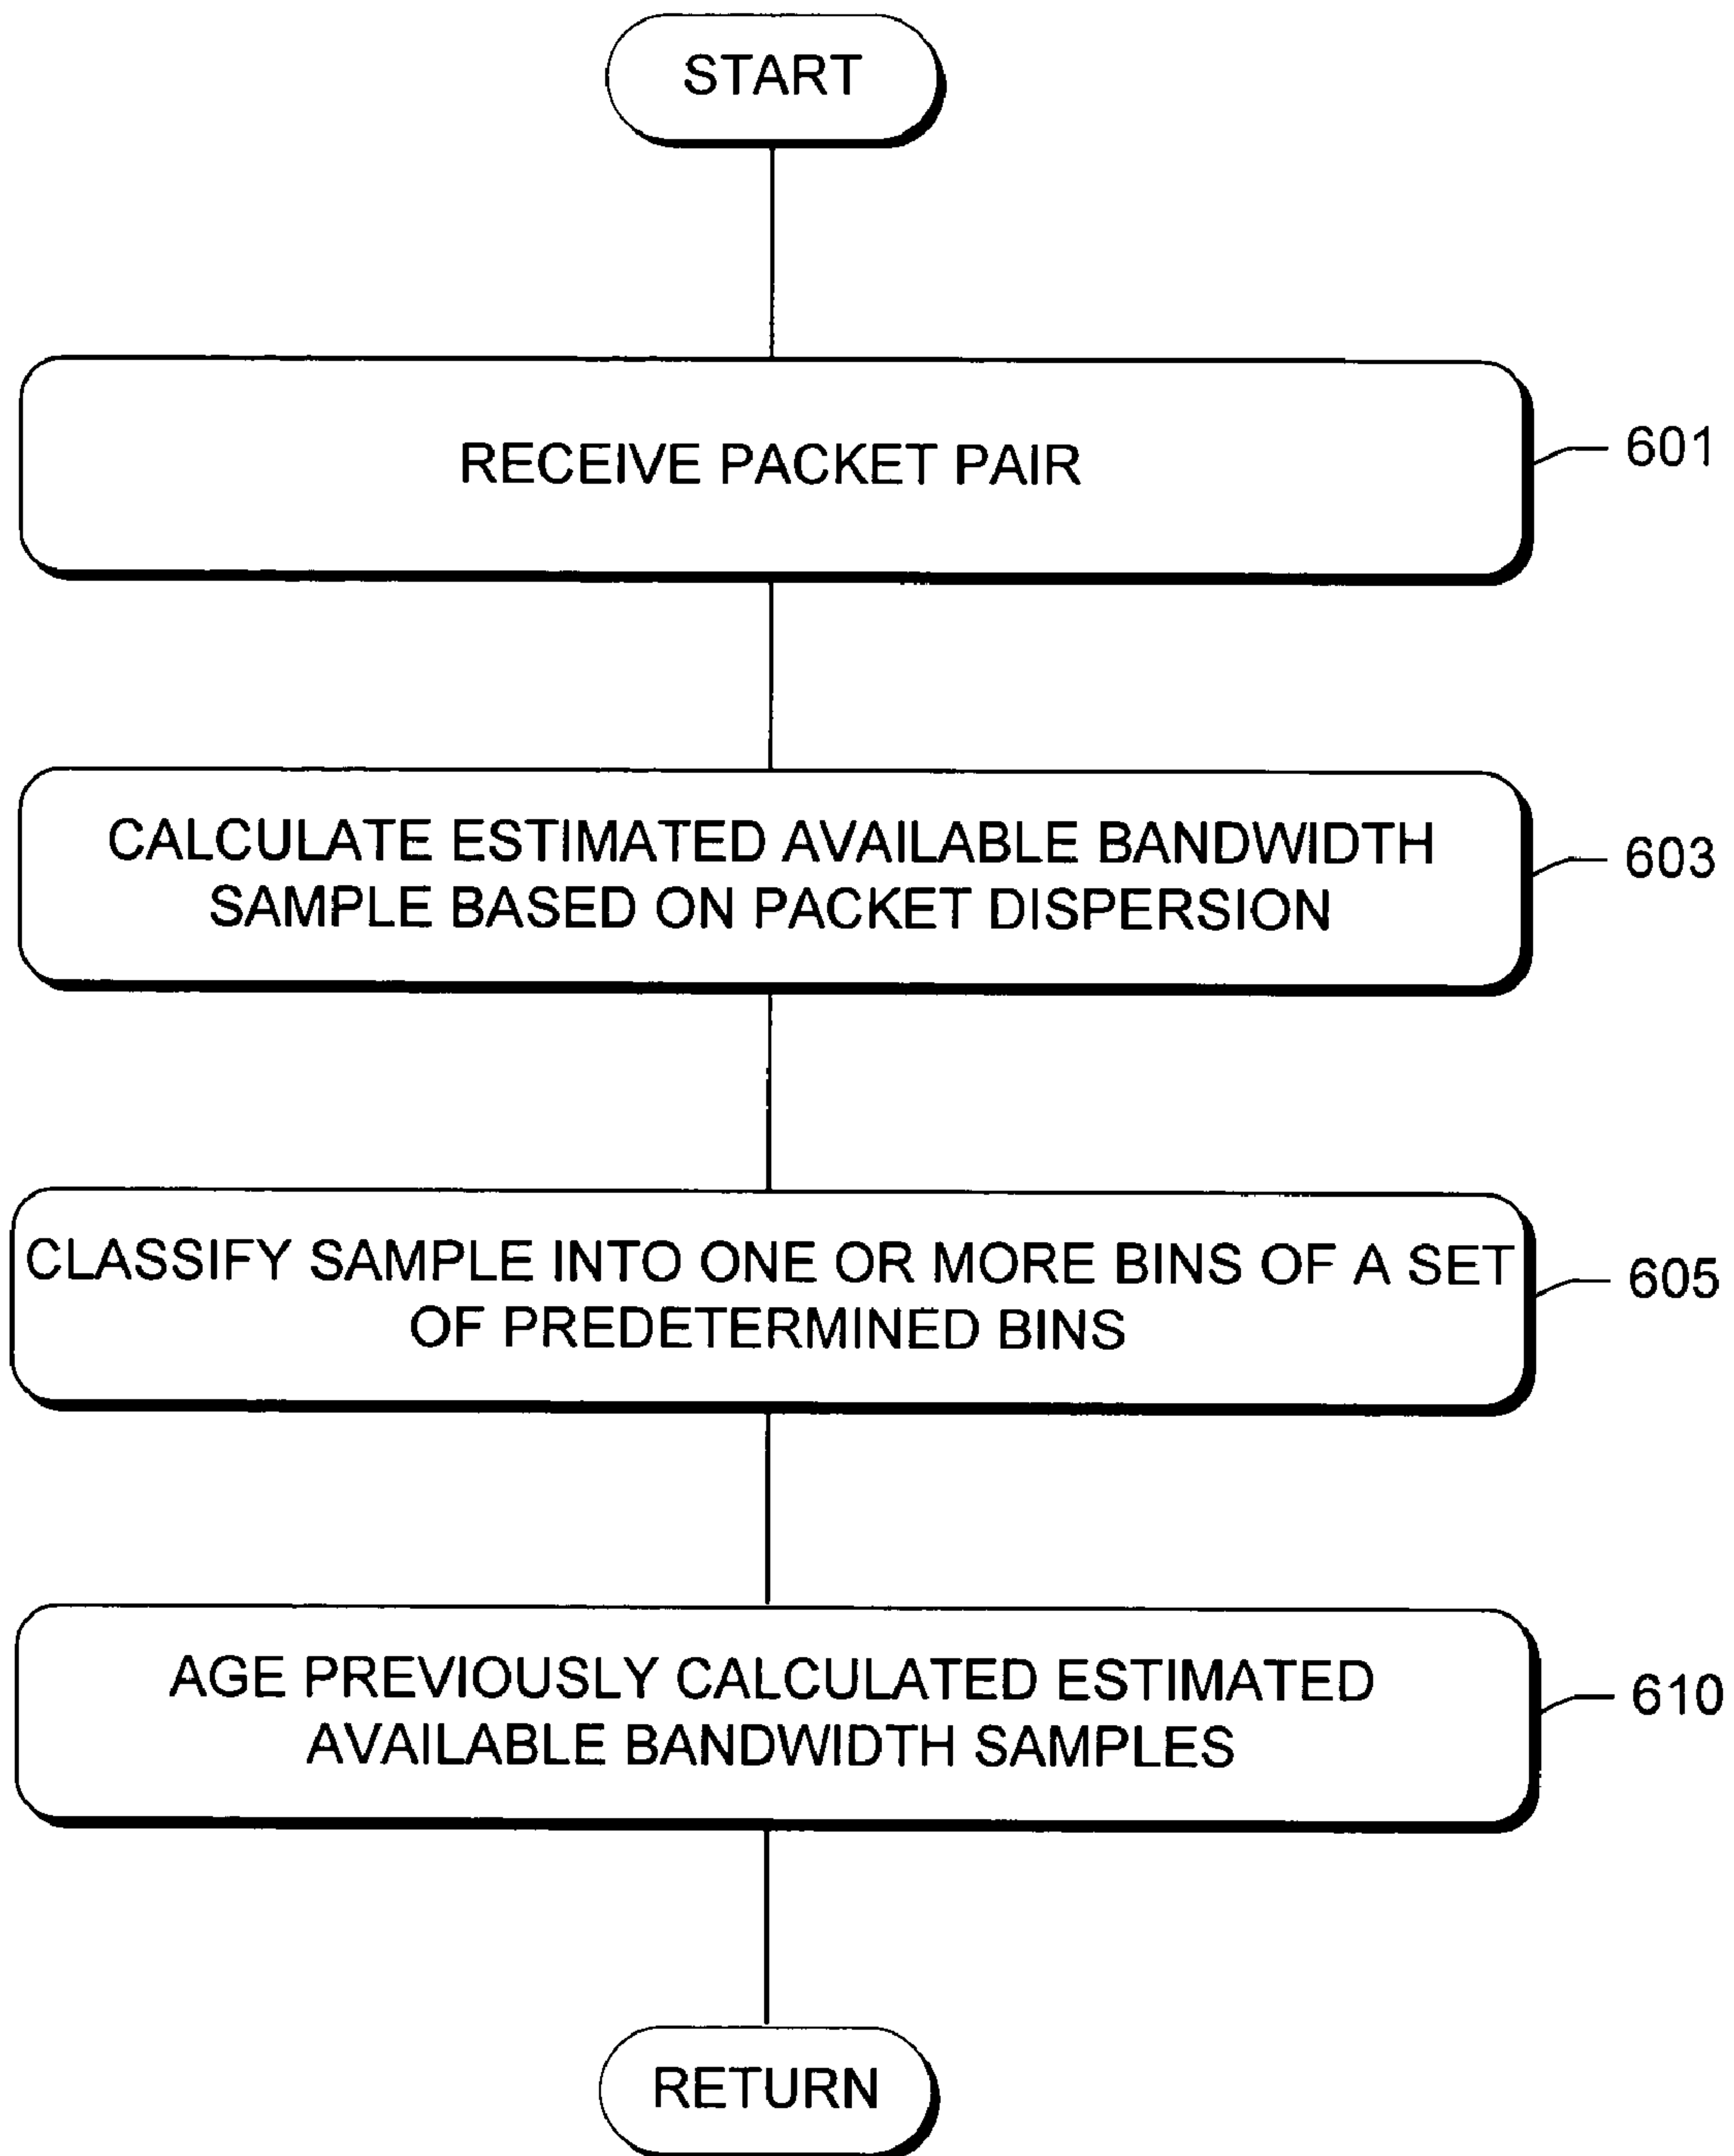 START
RECEIVE PACKET PAIR
601
CALCULATE ESTIMATED AVAILABLE BANDWIDTH
SAMPLE BASED ON PACKET DISPERSION
603
CLASSIFY SAMPLE INTO ONE OR MORE BINS OF A SET
OF PREDETERMINED BINS
605
AGE PREVIOUSLY CALCULATED ESTIMATED
AVAILABLE BANDWIDTH SAMPLES
610
RETURN